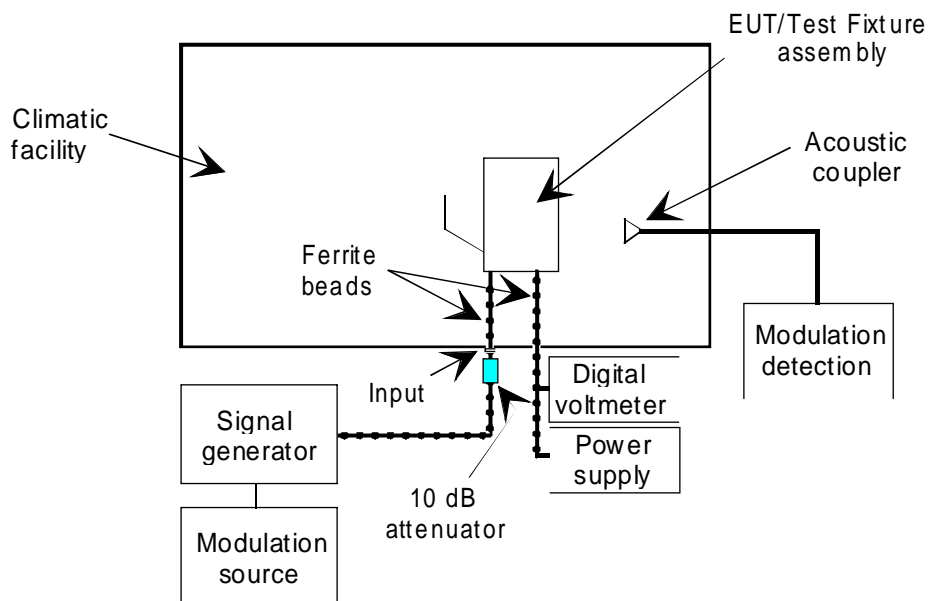 EUT/Test Fixture
assembly
Climatic
facility
Acoustic
coupler
Ferrite
beads
Modulation
detection
Input
Digital
voltmeter
Signal
generator
Power
supply
10 dB
attenuator
Modulation
source